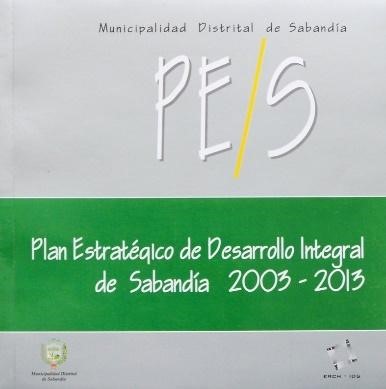 Municipalidad Distrital de Sabandía
PE/S
Plan Estratégico de Desarrollo Integral
de Sabandía 2003 - 2013
Municipalidad Distrital
de Sabandía
ERCH - IDS